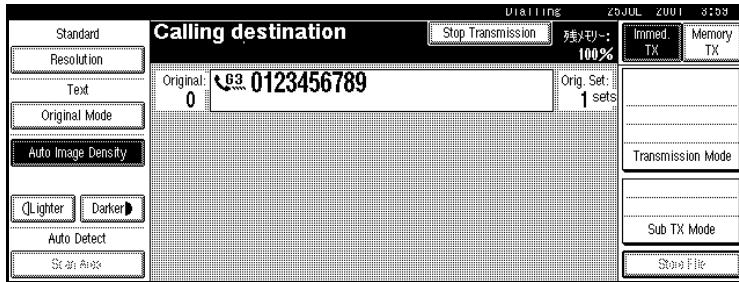 Dialling 25JUL 2001 3:59
Standard
Resolution
Text
Original Mode
Auto Image Density
Lighter
Darker
Auto Detect
Scan Area
Calling destination
Stop Transmission
残メモリー:
100%
Original:
0
G3 0123456789
Orig. Set:
1 sets
Immed. TX
Memory TX
Transmission Mode
Sub TX Mode
Store File